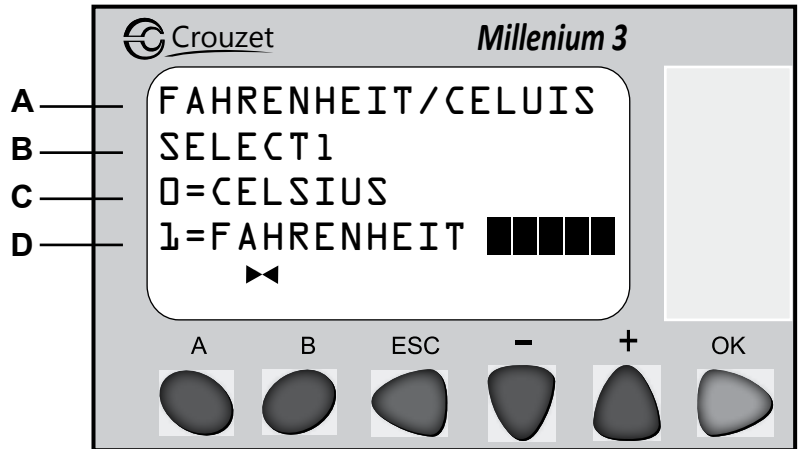 Crouzet Millenium 3
A FAHRENHEIT/CELUIS
B SELECT1
C 0=CELSIUS
D 1=FAHRENHEIT
A B ESC - + OK